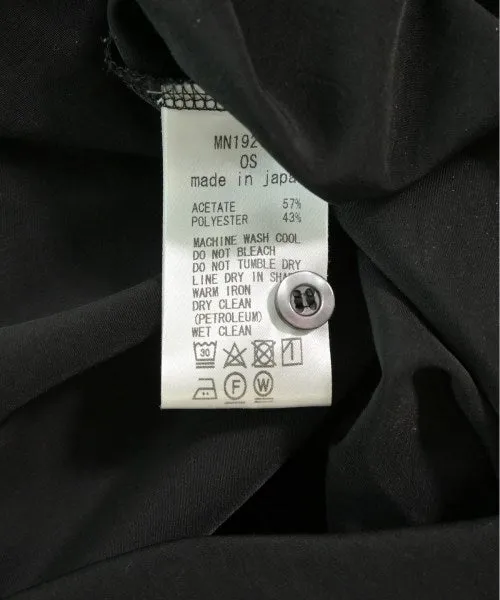 MN192
OS
made in japa
ACETATE 57%
POLYESTER 43%
MACHINE WASH COOL
DO NOT BLEACH
DO NOT TUMBLE DRY
LINE DRY IN
WARM IRON
DRY CLEAN
(PETROLEUM)
WET CLEAN
30
F W